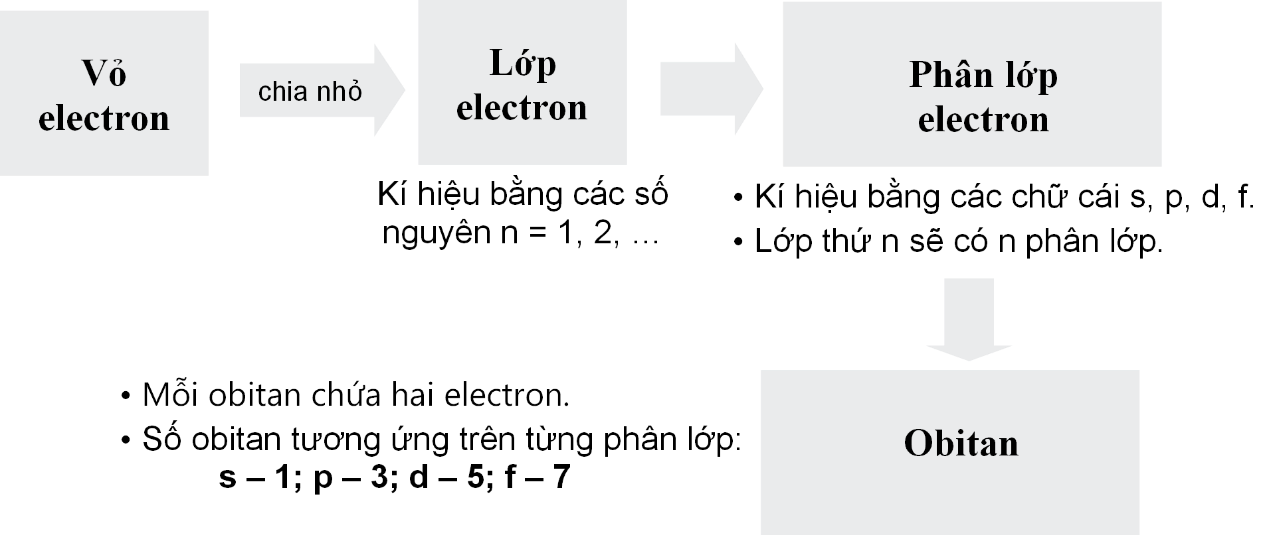 Vỏ
electron
chia nhỏ
Lớp
electron
Phân lớp
electron
Kí hiệu bằng các số
nguyên n = 1, 2, …
• Kí hiệu bằng các chữ cái s, p, d, f.
• Lớp thứ n sẽ có n phân lớp.
• Mỗi obitan chứa hai electron.
• Số obitan tương ứng trên từng phân lớp:
s – 1; p – 3; d – 5; f – 7
Obitan